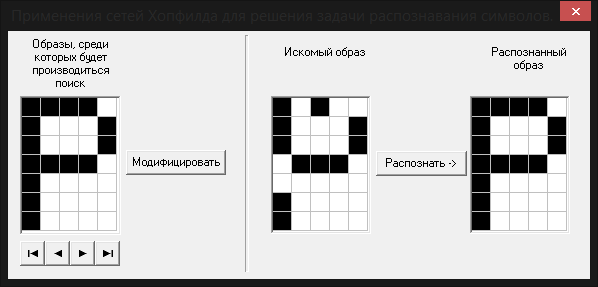 Применения сетей Хопфилда для решения задачи распознавания символов.
Образы, среди
которых будет
производиться
поиск
Модифицировать
Искомый образ
Распознать ->
Распознанный
образ